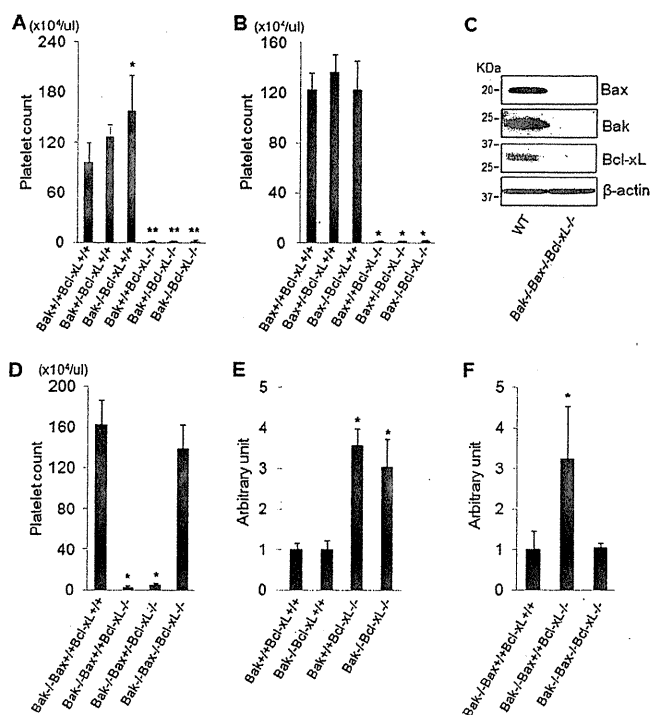 A
(x10⁴/ul)
Platelet count
240
180
120
60
0
*
**
**
**
Bak+/+Bcl-xL+/+
Bak+/-Bcl-xL+/+
Bak-/-Bcl-xL+/+
Bak+/+Bcl-xL-/-
Bak+/-Bcl-xL-/-
Bak-/-Bcl-xL-/-
B
(x10⁴/ul)
Platelet count
160
120
80
40
0
*
*
*
Bax+/+Bcl-xL+/+
Bax+/-Bcl-xL+/+
Bax-/-Bcl-xL+/+
Bax+/+Bcl-xL-/-
Bax+/-Bcl-xL-/-
Bax-/-Bcl-xL-/-
C
KDa
20-
Bax
25-
Bak
37-
25-
Bcl-xL
37-
β-actin
WT
Bak-/-Bax-/-Bcl-xL-/-
D
(x10⁴/ul)
Platelet count
200
160
120
80
40
0
*
*
Bak-/-Bax+/+Bcl-xL+/+
Bak-/-Bax+/+Bcl-xL-/-
Bak-/-Bax+/-Bcl-xL-/-
Bak-/-Bax-/-Bcl-xL-/-
E
Arbitrary unit
5
4
3
2
1
0
*
*
Bak+/+Bcl-xL+/+
Bak-/-Bcl-xL+/+
Bak+/+Bcl-xL-/-
Bak-/-Bcl-xL-/-
F
Arbitrary unit
5
4
3
2
1
0
*
Bak-/-Bax+/+Bcl-xL+/+
Bak-/-Bax+/+Bcl-xL-/-
Bak-/-Bax-/-Bcl-xL-/-